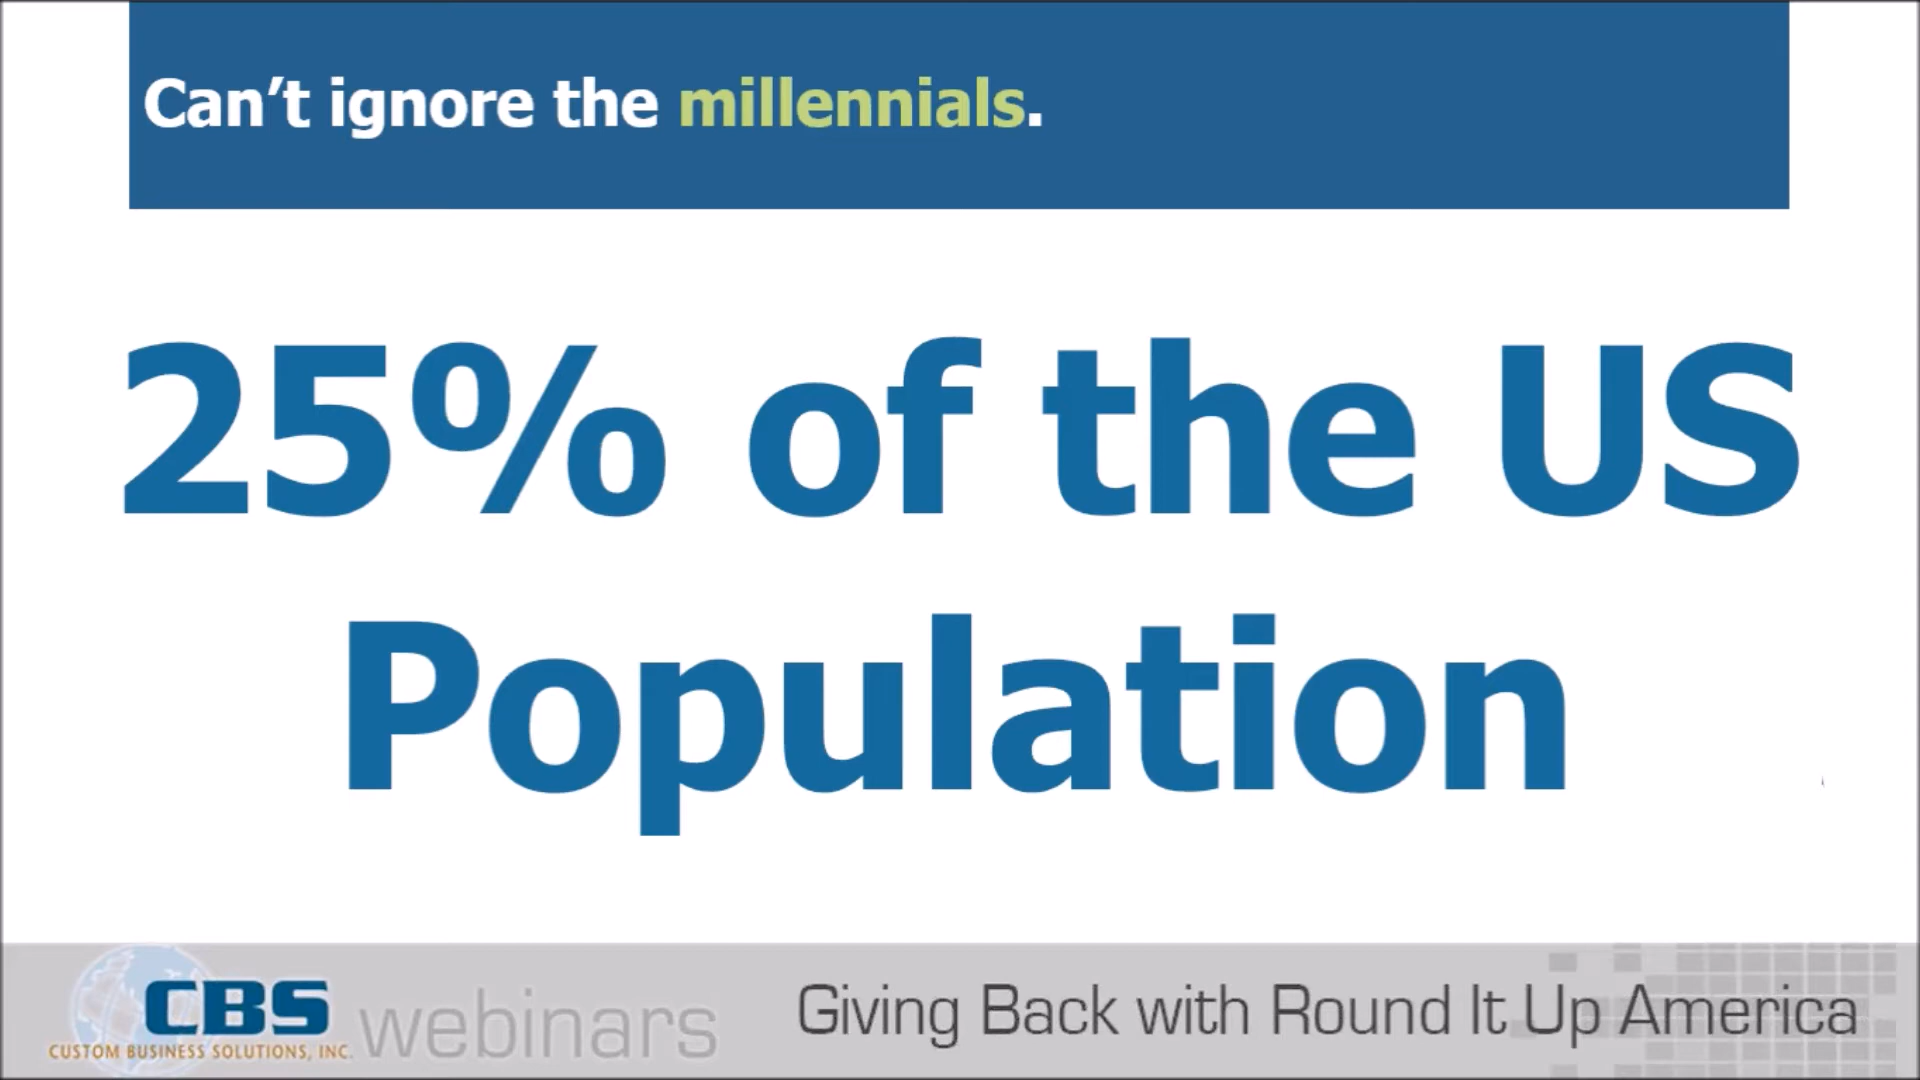 Can’t ignore the millennials.
25% of the US
Population
CBS
CUSTOM BUSINESS SOLUTIONS, INC.
webinars
Giving Back with Round It Up America